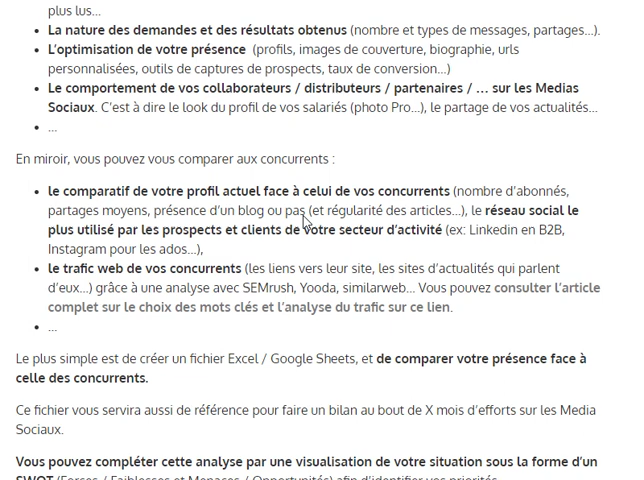 plus lus...
• La nature des demandes et des résultats obtenus (nombre et types de messages, partages...).
• L'optimisation de votre présence (profils, images de couverture, biographie, urls
personnalisées, outils de captures de prospects, taux de conversion...)
• Le comportement de vos collaborateurs / distributeurs / partenaires / ... sur les Medias
Sociaux. C'est à dire le look du profil de vos salariés (photo Pro...), le partage de vos actualités...
• ...
En miroir, vous pouvez vous comparer aux concurrents :
• le comparatif de votre profil actuel face à celui de vos concurrents (nombre d'abonnés,
partages moyens, présence d'un blog ou pas (et régularité des articles...), le réseau social le
plus utilisé par les prospects et clients de votre secteur d'activité (ex: Linkedin en B2B,
Instagram pour les ados...),
• le trafic web de vos concurrents (les liens vers leur site, les sites d'actualités qui parlent
d'eux...) grâce à une analyse avec SEMrush, Yooda, similarweb... Vous pouvez consulter l'article
complet sur le choix des mots clés et l'analyse du trafic sur ce lien.
• ...
Le plus simple est de créer un fichier Excel / Google Sheets, et de comparer votre présence face à
celle des concurrents.
Ce fichier vous servira aussi de référence pour faire un bilan au bout de X mois d'efforts sur les Media
Sociaux.
Vous pouvez compléter cette analyse par une visualisation de votre situation sous la forme d'un
SWOT (Forces / Faiblesses et Menaces / Opportunités) afin d'identifier vos priorités